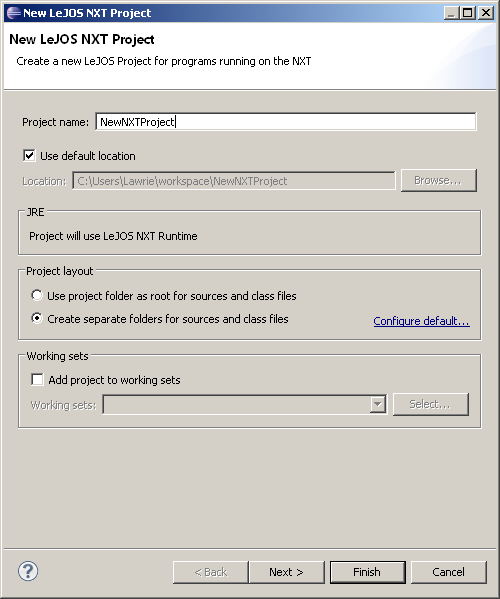 New LeJOS NXT Project
New LeJOS NXT Project
Create a new LeJOS Project for programs running on the NXT
Project name: NewNXTProject
Use default location
Location: C:\Users\Lawrie\workspace\NewNXTProject Browse...
JRE
Project will use LeJOS NXT Runtime
Project layout
Use project folder as root for sources and class files
Create separate folders for sources and class files Configure default...
Working sets
Add project to working sets
Working sets: Select...
? < Back Next > Finish Cancel